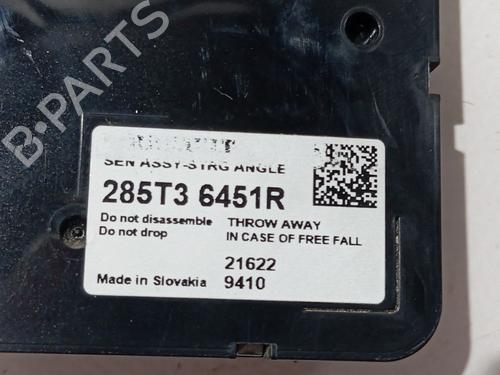 B-PARTS
SEN ASSY-STRG ANGLE
285T3 6451R
Do not disassemble THROW AWAY
Do not drop IN CASE OF FREE FALL
21622
Made in Slovakia 9410